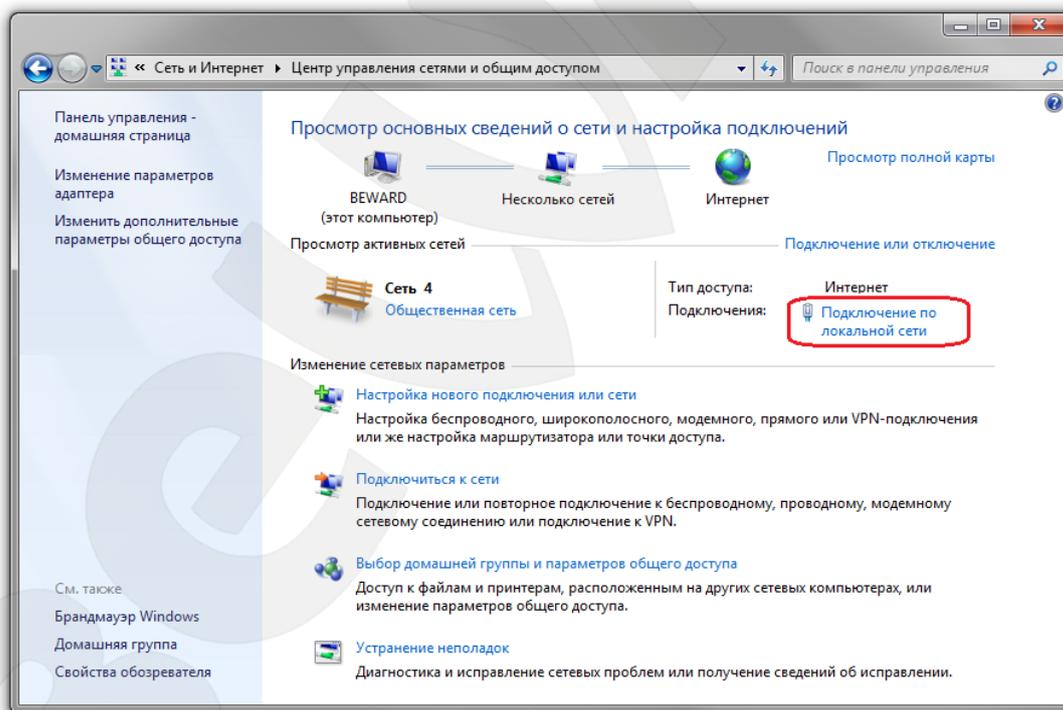 « Сеть и Интернет ▸ Центр управления сетями и общим доступом
Поиск в панели управления
Панель управления -
домашняя страница
Изменение параметров
адаптера
Изменить дополнительные
параметры общего доступа
См. также
Брандмауэр Windows
Домашняя группа
Свойства обозревателя
Просмотр основных сведений о сети и настройка подключений
Просмотр полной карты
BEWARD
(этот компьютер)
Несколько сетей
Интернет
Просмотр активных сетей
Подключение или отключение
Сеть 4
Общественная сеть
Тип доступа: Интернет
Подключения: Подключение по
локальной сети
Изменение сетевых параметров
Настройка нового подключения или сети
Настройка беспроводного, широкополосного, модемного, прямого или VPN-подключения
или же настройка маршрутизатора или точки доступа.
Подключиться к сети
Подключение или повторное подключение к беспроводному, проводному, модемному
сетевому соединению или подключение к VPN.
Выбор домашней группы и параметров общего доступа
Доступ к файлам и принтерам, расположенным на других сетевых компьютерах, или
изменение параметров общего доступа.
Устранение неполадок
Диагностика и исправление сетевых проблем или получение сведений об исправлении.